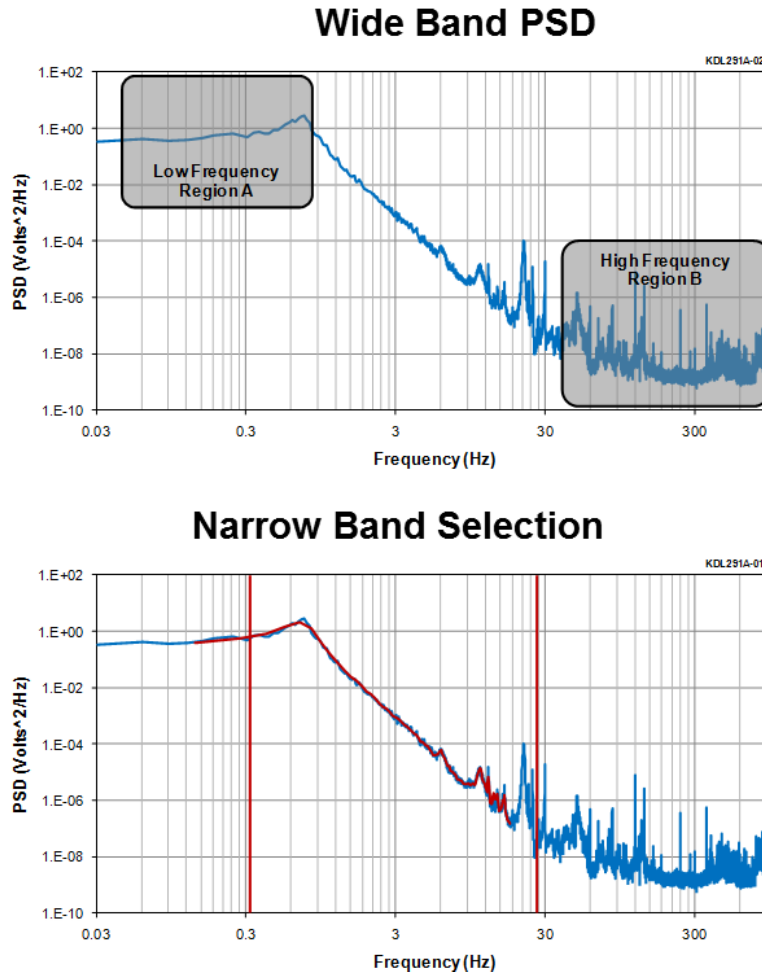 Wide Band PSD
KDL291A-02
1.E+02
1.E+00
1.E-02
1.E-04
1.E-06
1.E-08
1.E-10
PSD (Volts^2/Hz)
Low Frequency
Region A
High Frequency
Region B
0.03
0.3
3
30
300
Frequency (Hz)
Narrow Band Selection
KDL291A-01
1.E+02
1.E+00
1.E-02
1.E-04
1.E-06
1.E-08
1.E-10
PSD (Volts^2/Hz)
0.03
0.3
3
30
300
Frequency (Hz)